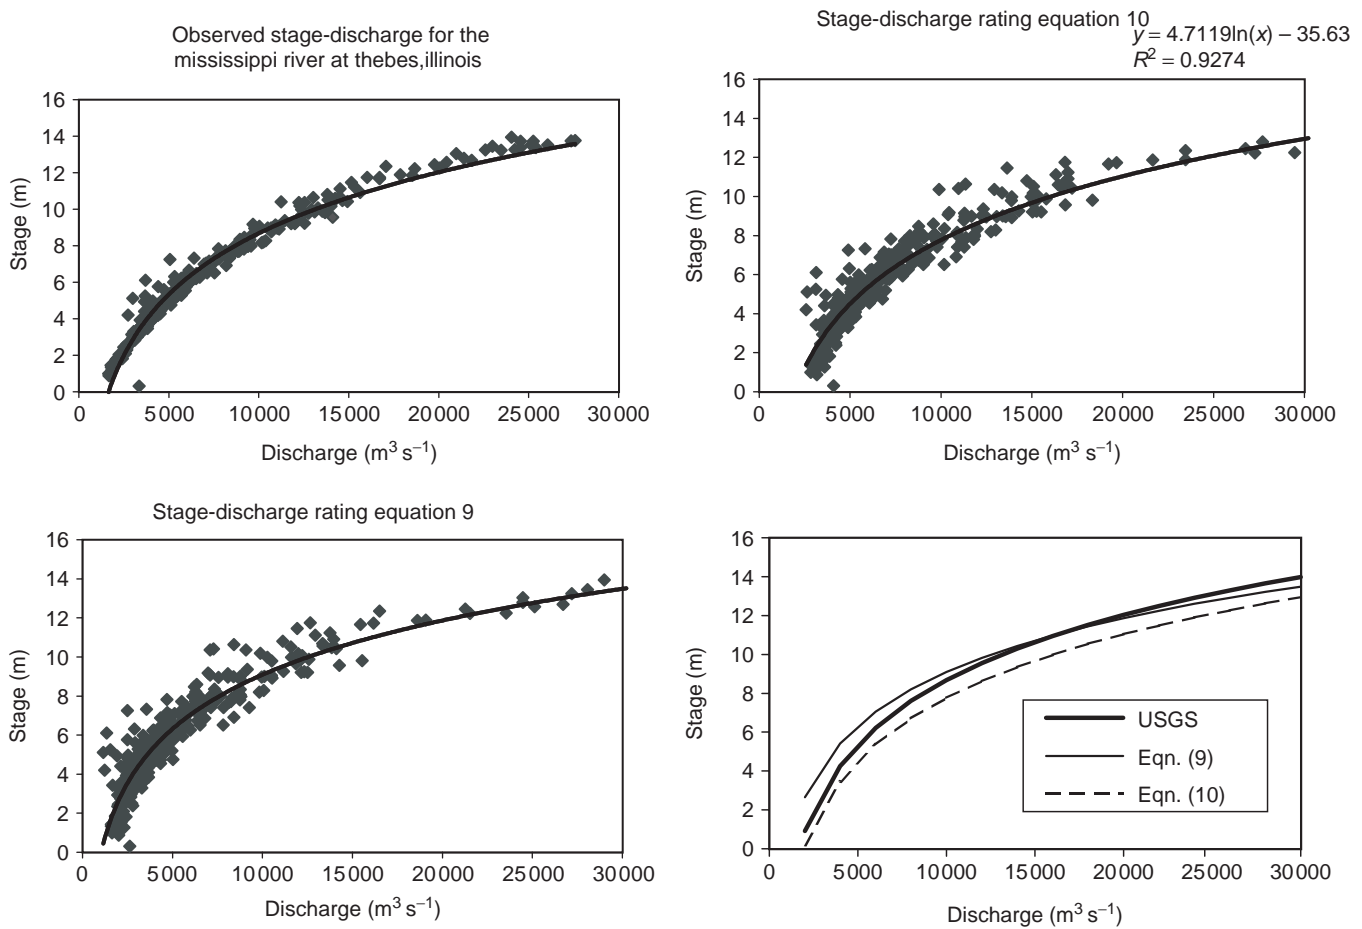 Observed stage-discharge for the
mississippi river at thebes,illinois
16
14
12
10
8
6
4
2
0
0 5000 10000 15000 20000 25000 30000
Stage (m)
Discharge (m³ s⁻¹)
Stage-discharge rating equation 10
y = 4.7119ln(x) – 35.63
R² = 0.9274
16
14
12
10
8
6
4
2
0
0 5000 10000 15000 20000 25000 30000
Stage (m)
Discharge (m³ s⁻¹)
Stage-discharge rating equation 9
16
14
12
10
8
6
4
2
0
0 5000 10000 15000 20000 25000 30000
Stage (m)
Discharge (m³ s⁻¹)
16
14
12
10
8
6
4
2
0
0 5000 10000 15000 20000 25000 30000
Stage (m)
Discharge (m³ s⁻¹)
USGS
Eqn. (9)
Eqn. (10)